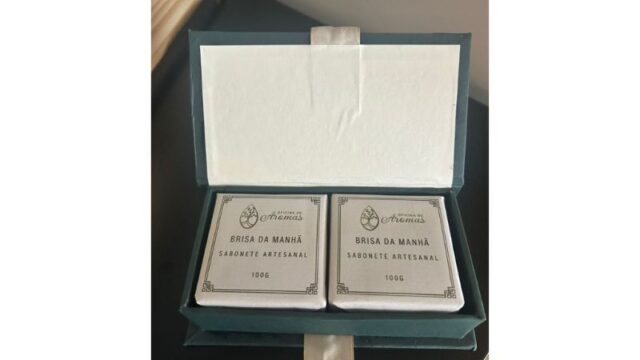 OFICINA DE
Aromas
BRISA DA MANHÃ
SABONETE ARTESANAL
100G
OFICINA DE
Aromas
BRISA DA MANHÃ
SABONETE ARTESANAL
100G